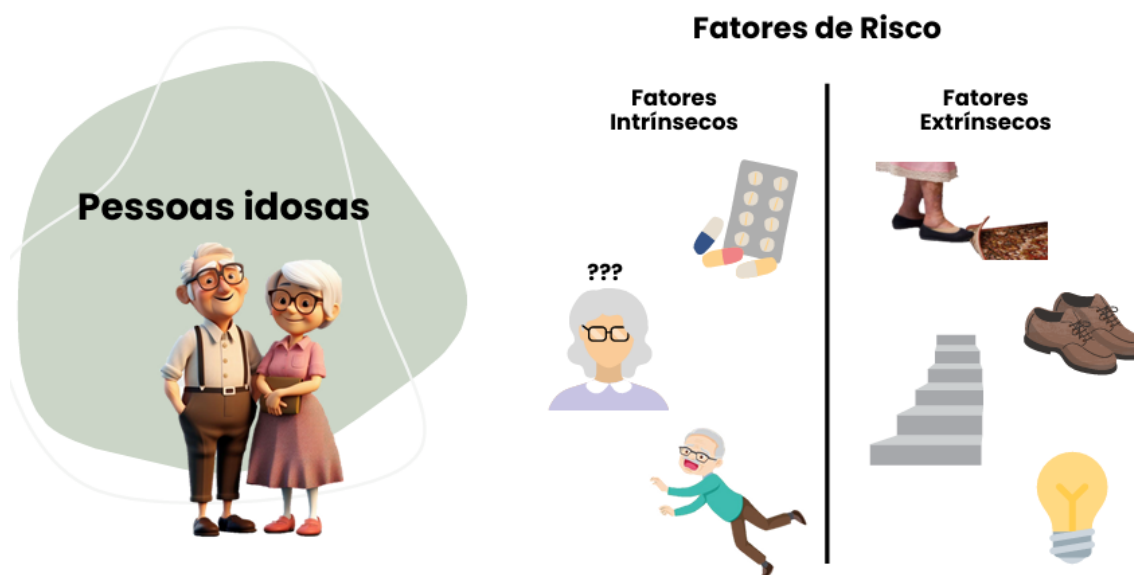 Pessoas idosas
Fatores de Risco
Fatores
Intrínsecos
???
Fatores
Extrínsecos